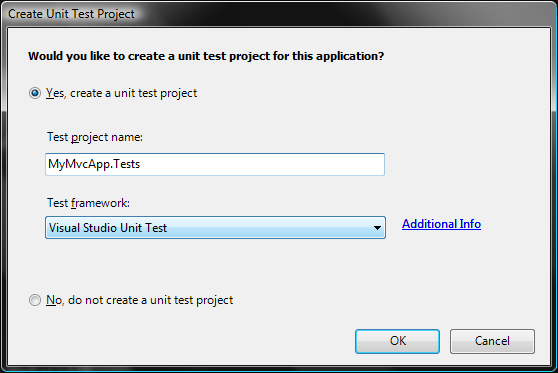 Create Unit Test Project
Would you like to create a unit test project for this application?
Yes, create a unit test project
Test project name:
MyMvcApp.Tests
Test framework:
Visual Studio Unit Test
Additional Info
No, do not create a unit test project
OK Cancel